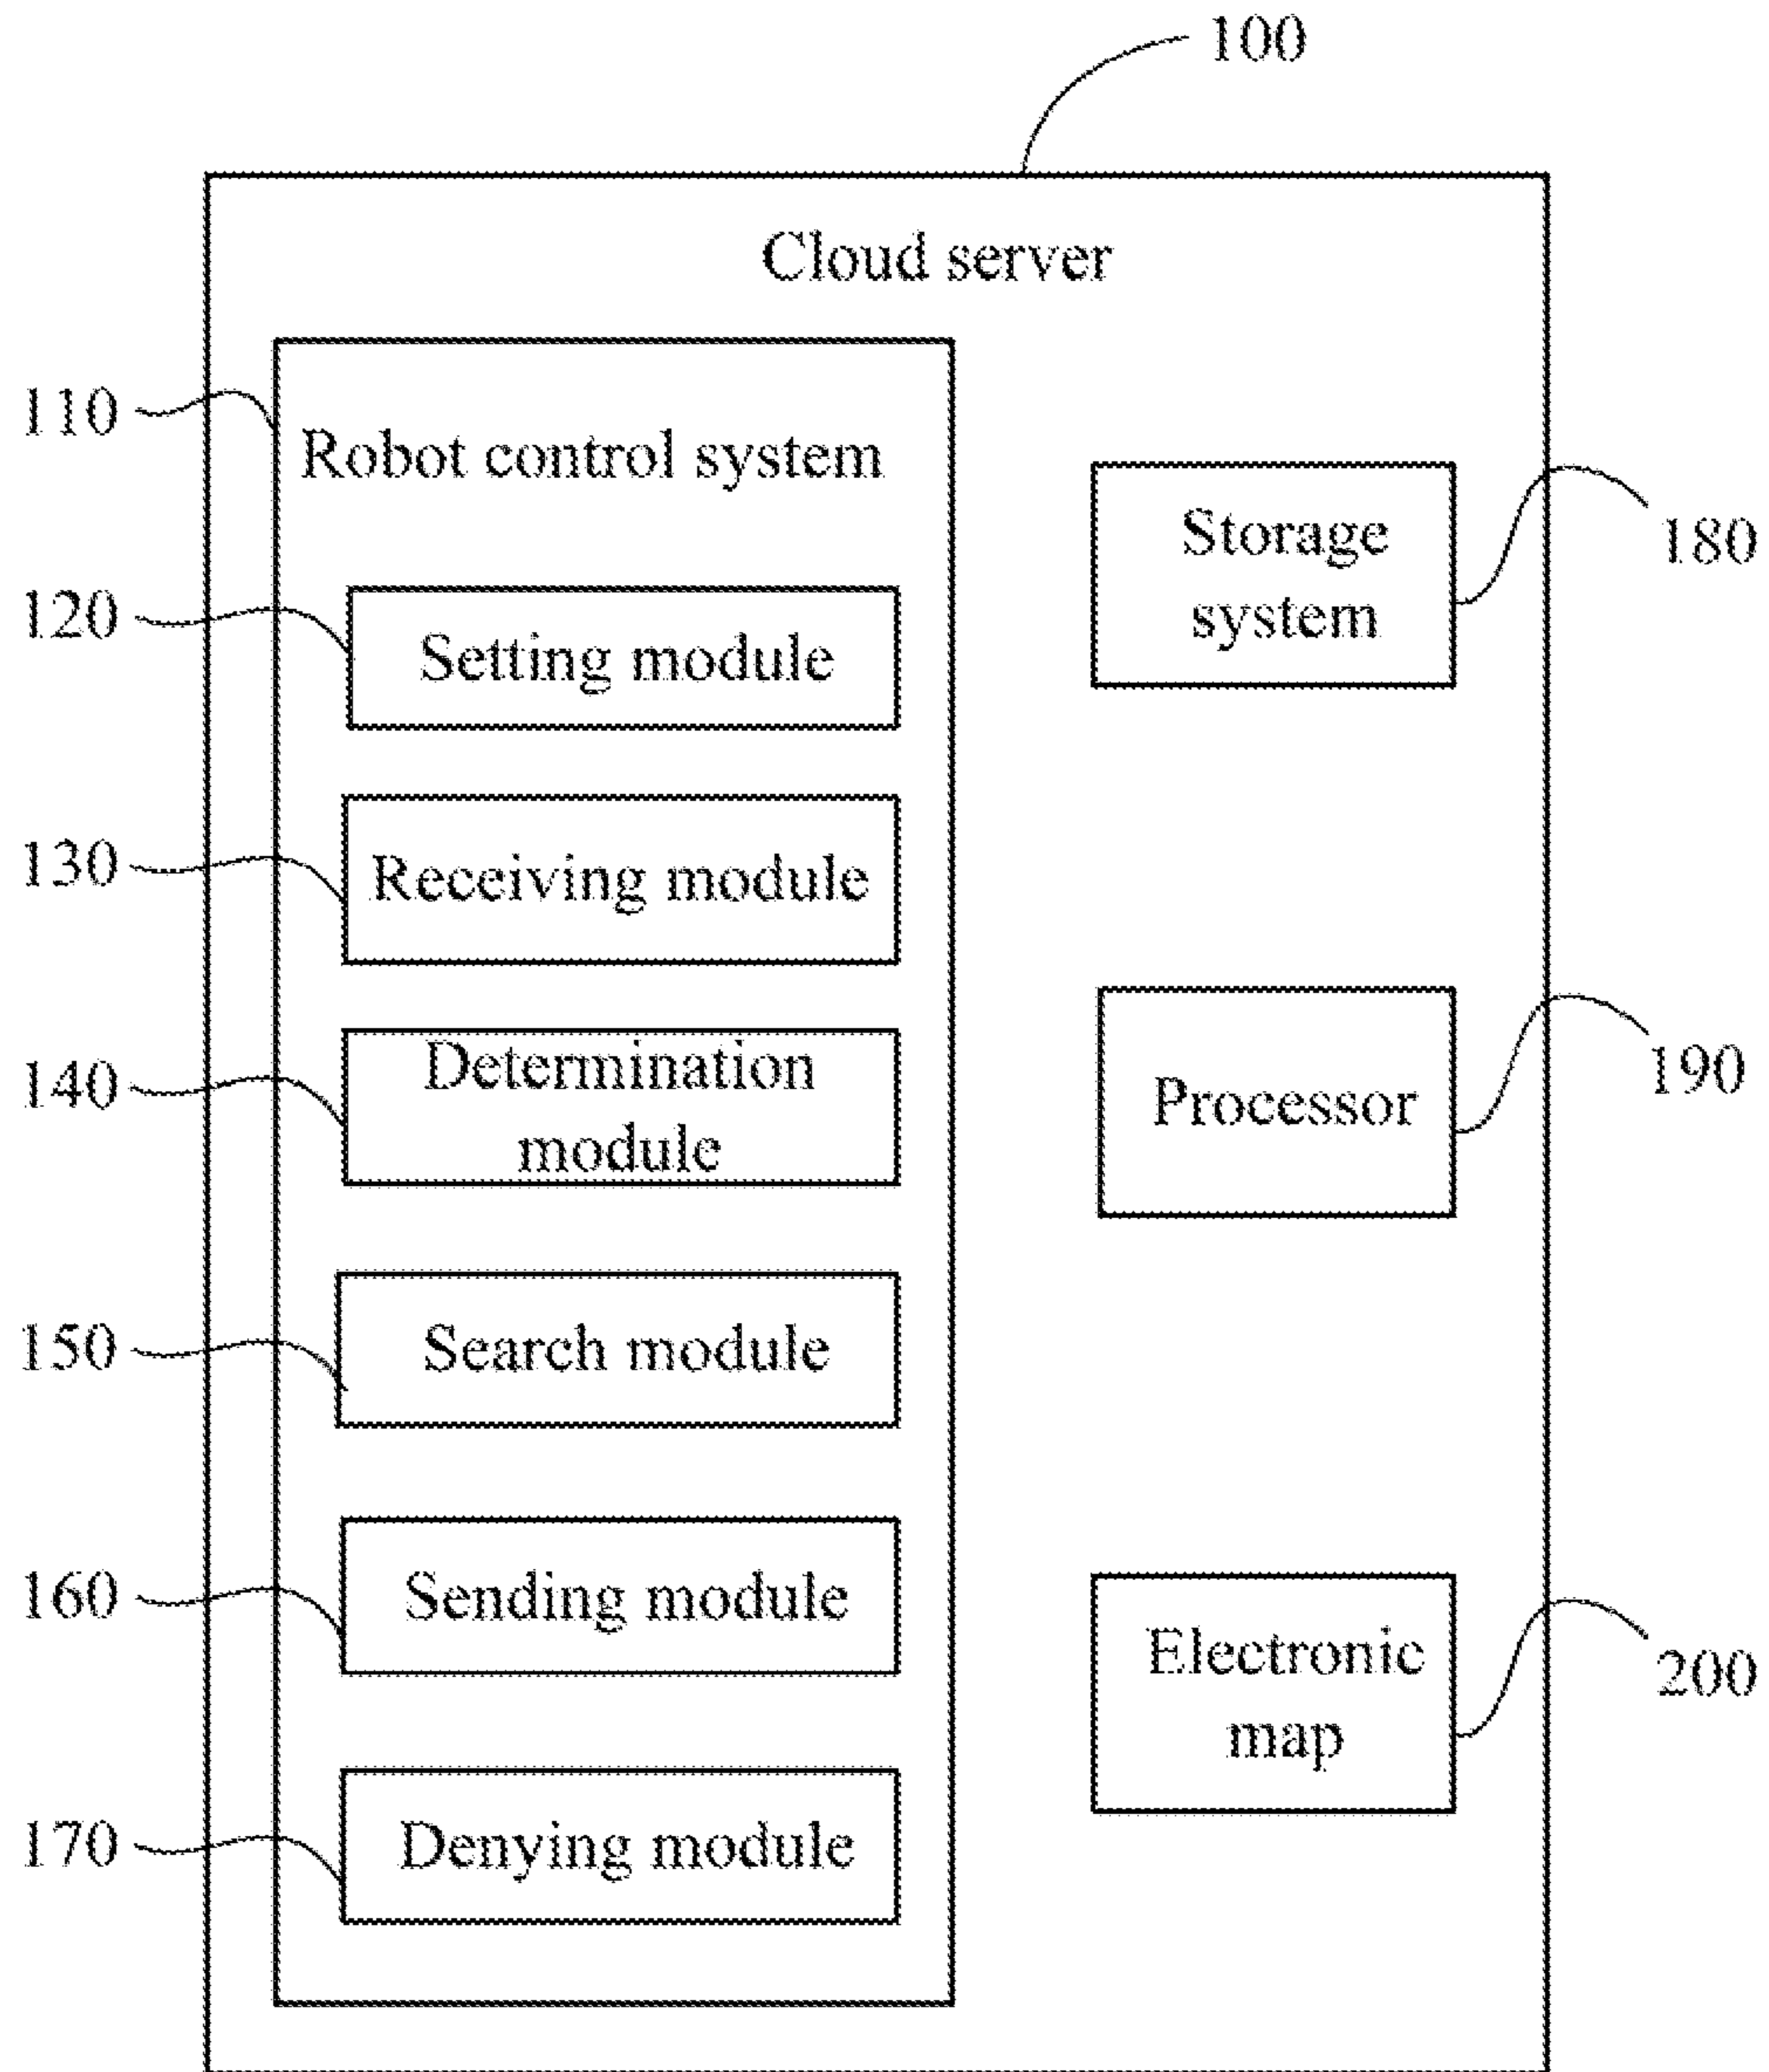 100
Cloud server
110
Robot control system
120
Setting module
130
Receiving module
140
Determination
module
150
Search module
160
Sending module
170
Denying module
Storage
system
180
Processor
190
Electronic
map
200